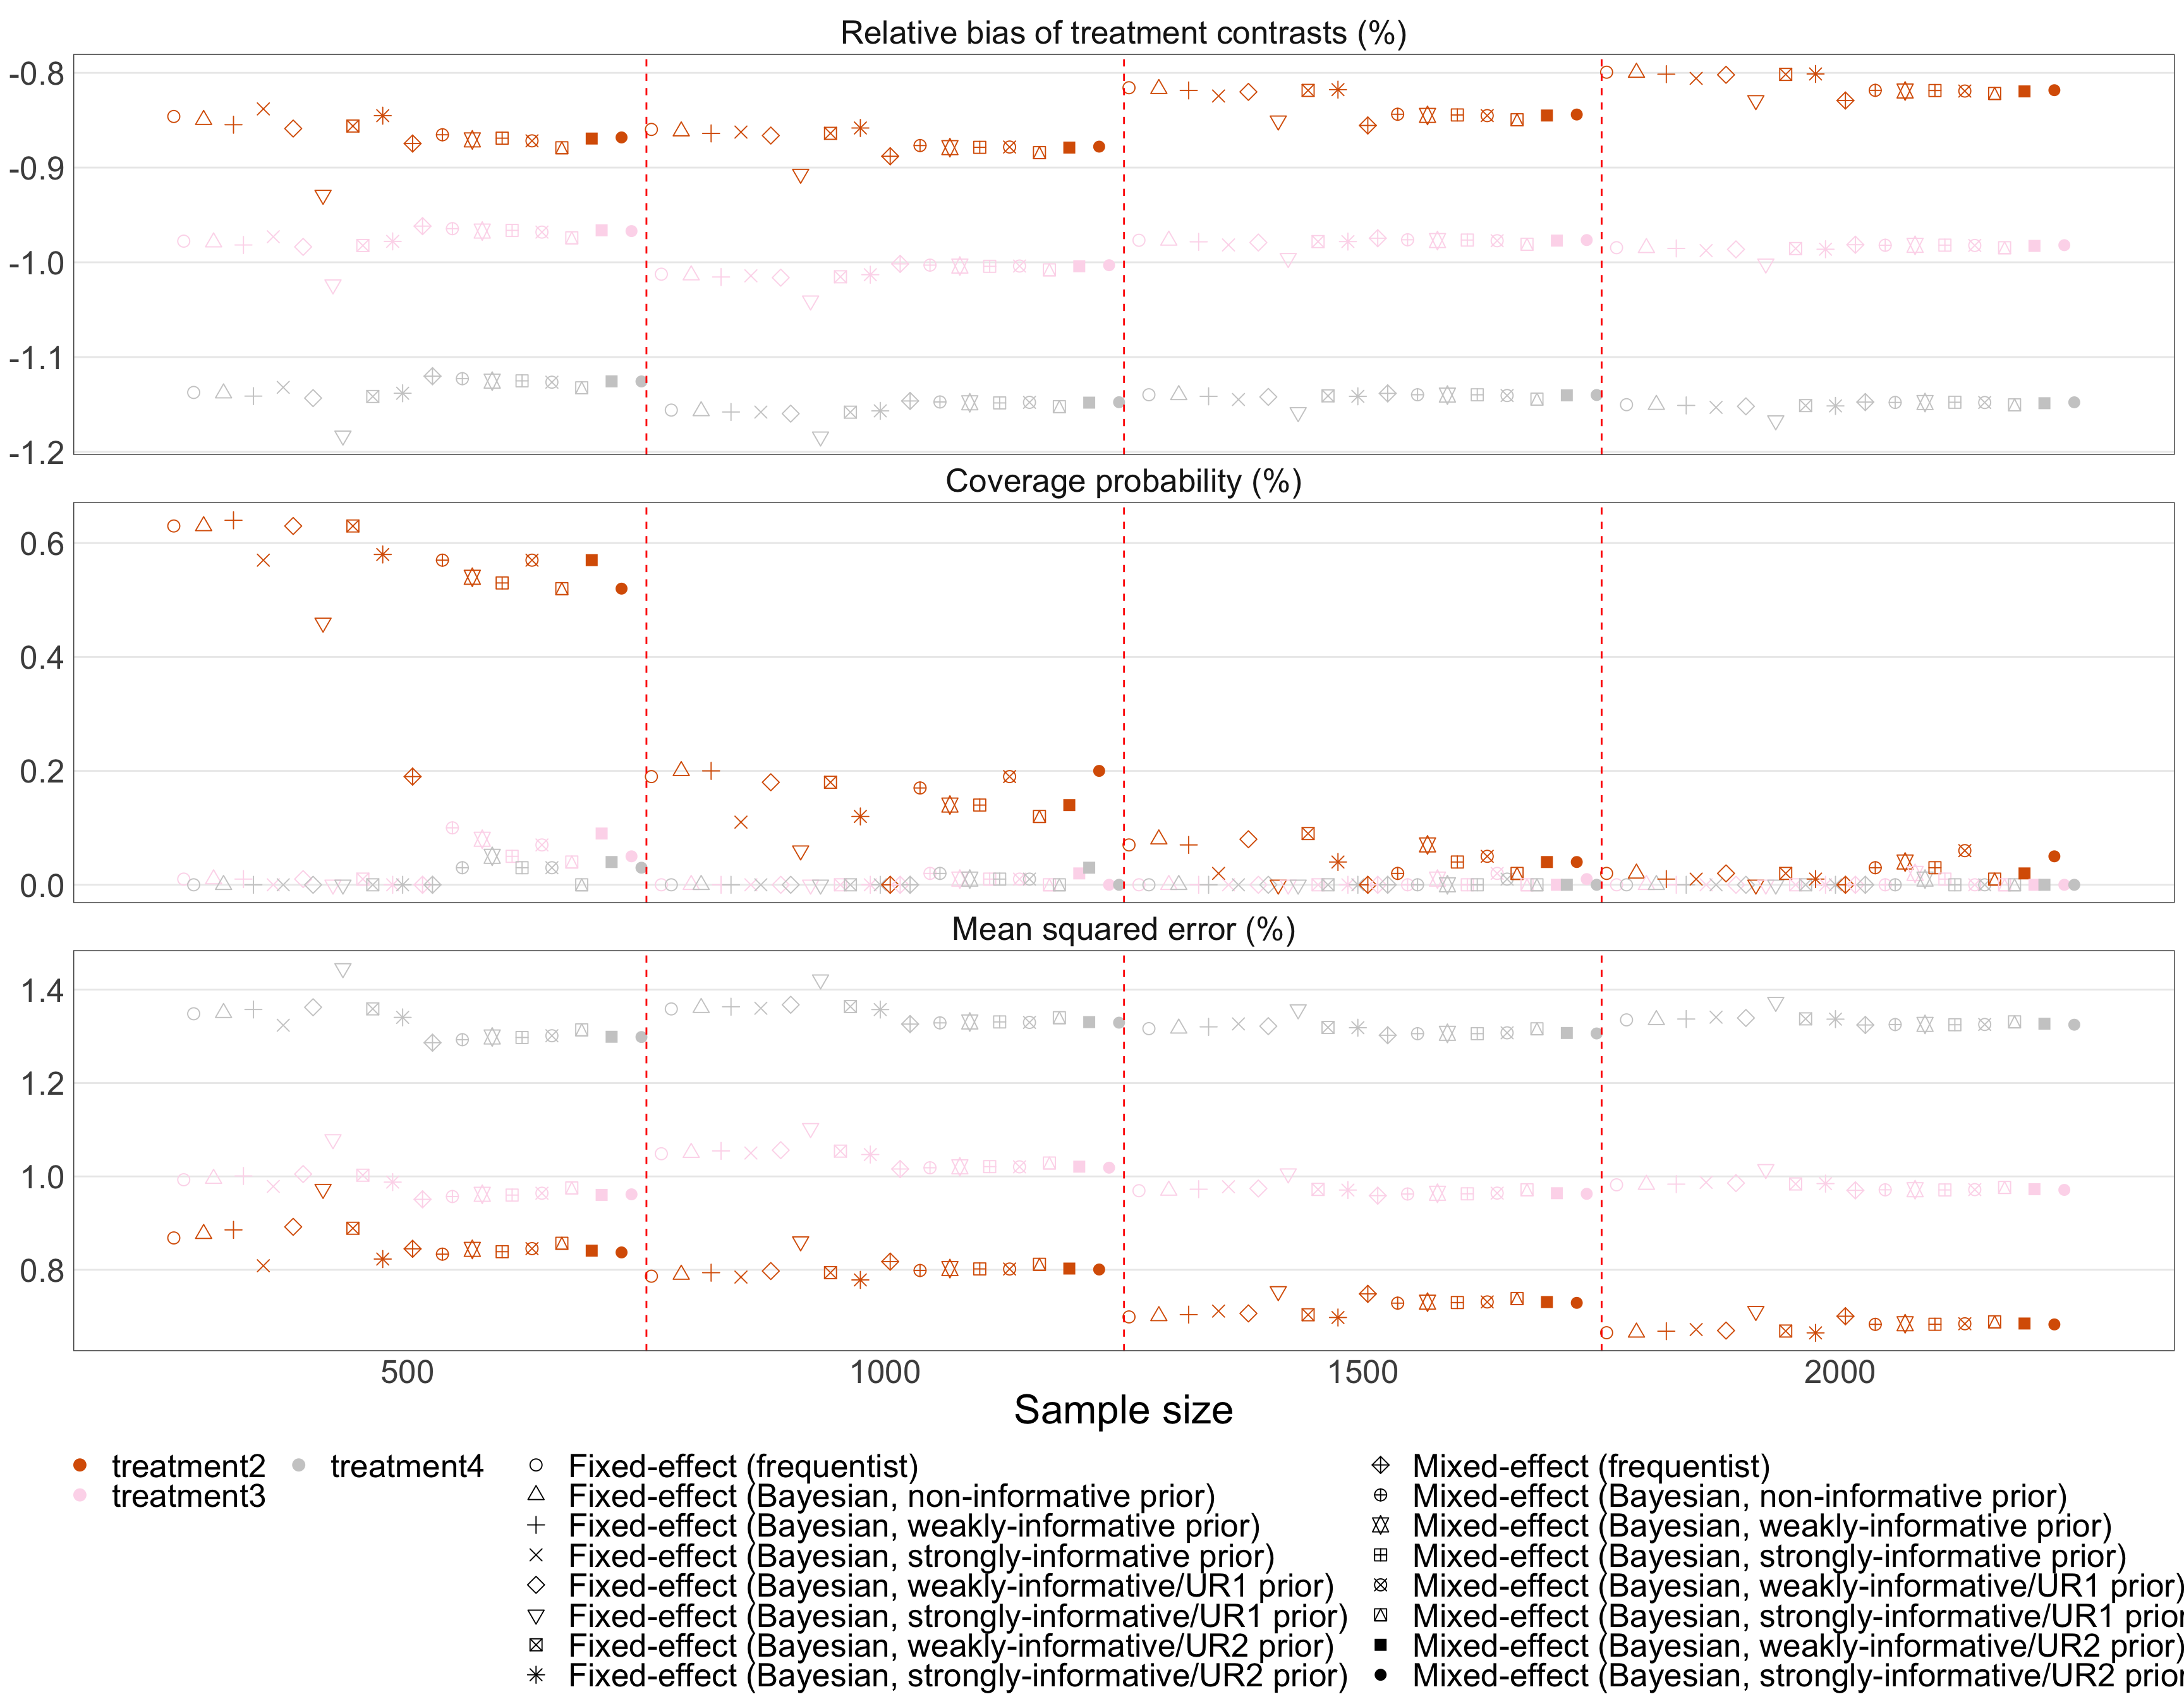 Relative bias of treatment contrasts (%)
-0.8
-0.9
-1.0
-1.1
-1.2
Coverage probability (%)
0.6
0.4
0.2
0.0
Mean squared error (%)
1.4
1.2
1.0
0.8
500 1000 1500 2000
Sample size
treatment2 treatment4
treatment3
Fixed-effect (frequentist)
Fixed-effect (Bayesian, non-informative prior)
Fixed-effect (Bayesian, weakly-informative prior)
Fixed-effect (Bayesian, strongly-informative prior)
Fixed-effect (Bayesian, weakly-informative/UR1 prior)
Fixed-effect (Bayesian, strongly-informative/UR1 prior)
Fixed-effect (Bayesian, weakly-informative/UR2 prior)
Fixed-effect (Bayesian, strongly-informative/UR2 prior)
Mixed-effect (frequentist)
Mixed-effect (Bayesian, non-informative prior)
Mixed-effect (Bayesian, weakly-informative prior)
Mixed-effect (Bayesian, strongly-informative prior)
Mixed-effect (Bayesian, weakly-informative/UR1 prior)
Mixed-effect (Bayesian, strongly-informative/UR1 prior
Mixed-effect (Bayesian, weakly-informative/UR2 prior)
Mixed-effect (Bayesian, strongly-informative/UR2 prior